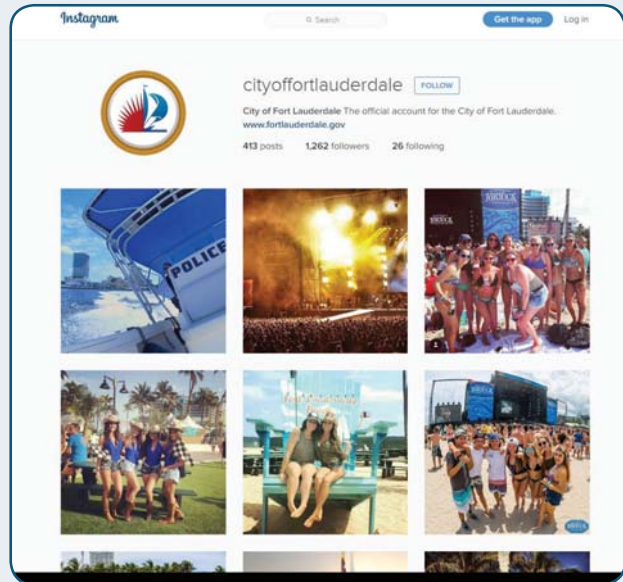 Instagram
Search
Get the app
Log in
cityoffortlauderdale
FOLLOW
City of Fort Lauderdale The official account for the City of Fort Lauderdale.
www.fortlauderdale.gov
413 posts 1,262 followers 26 following
POLICE